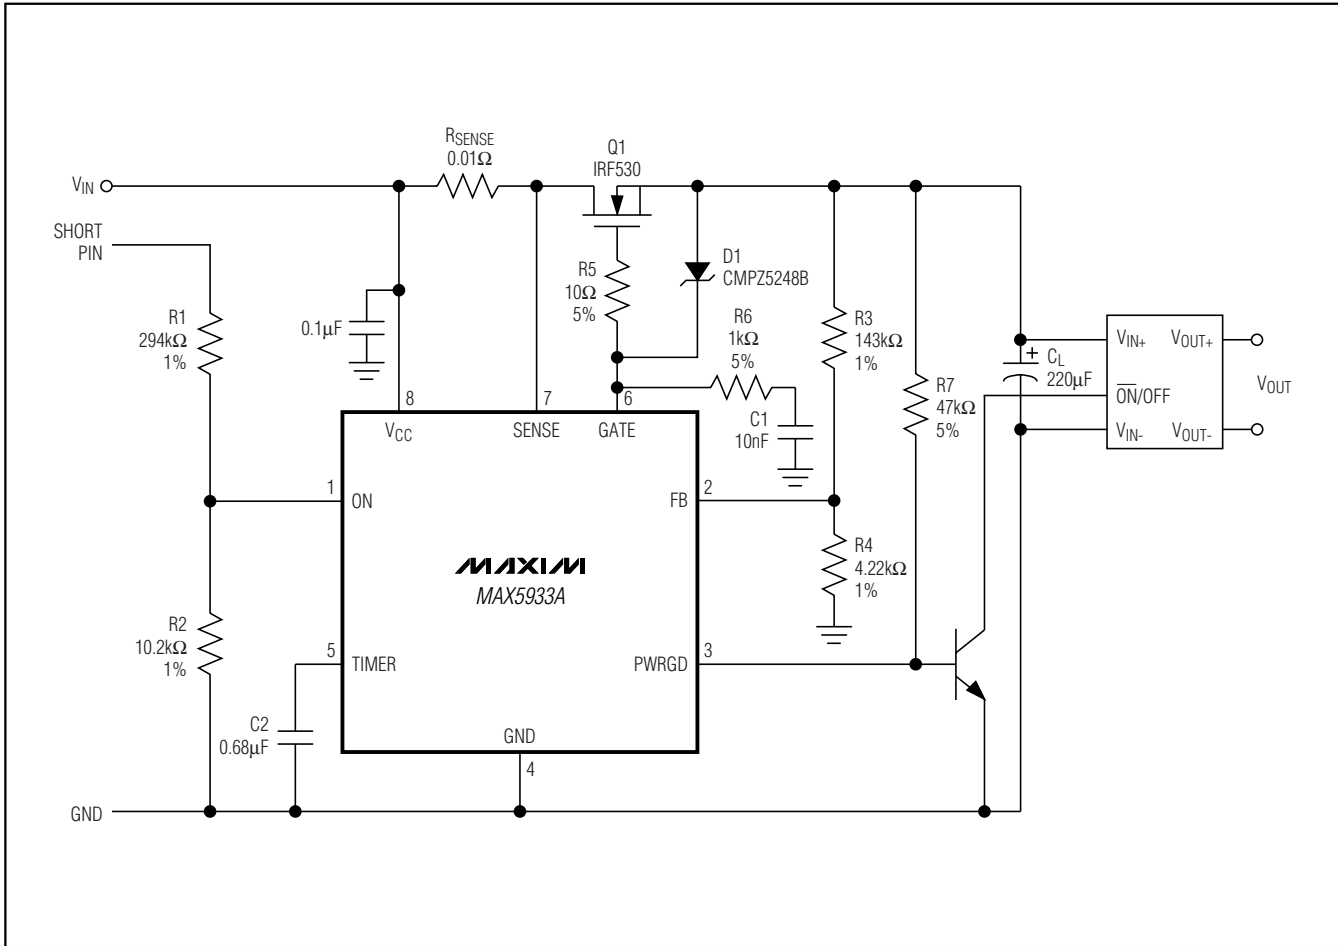 RSENSE
0.01Ω
Q1
IRF530
VIN
SHORT
PIN
R1
294kΩ
1%
0.1µF
R5
10Ω
5%
D1
CMPZ5248B
R6
1kΩ
5%
C1
10nF
R3
143kΩ
1%
R7
47kΩ
5%
+
CL
220µF
VIN+
VOUT+
ON/OFF
VIN-
VOUT-
VOUT
8
7
6
VCC
SENSE
GATE
1
ON
2
FB
MAXIM
MAX5933A
R4
4.22kΩ
1%
R2
10.2kΩ
1%
5
TIMER
3
PWRGD
C2
0.68µF
GND
4
GND